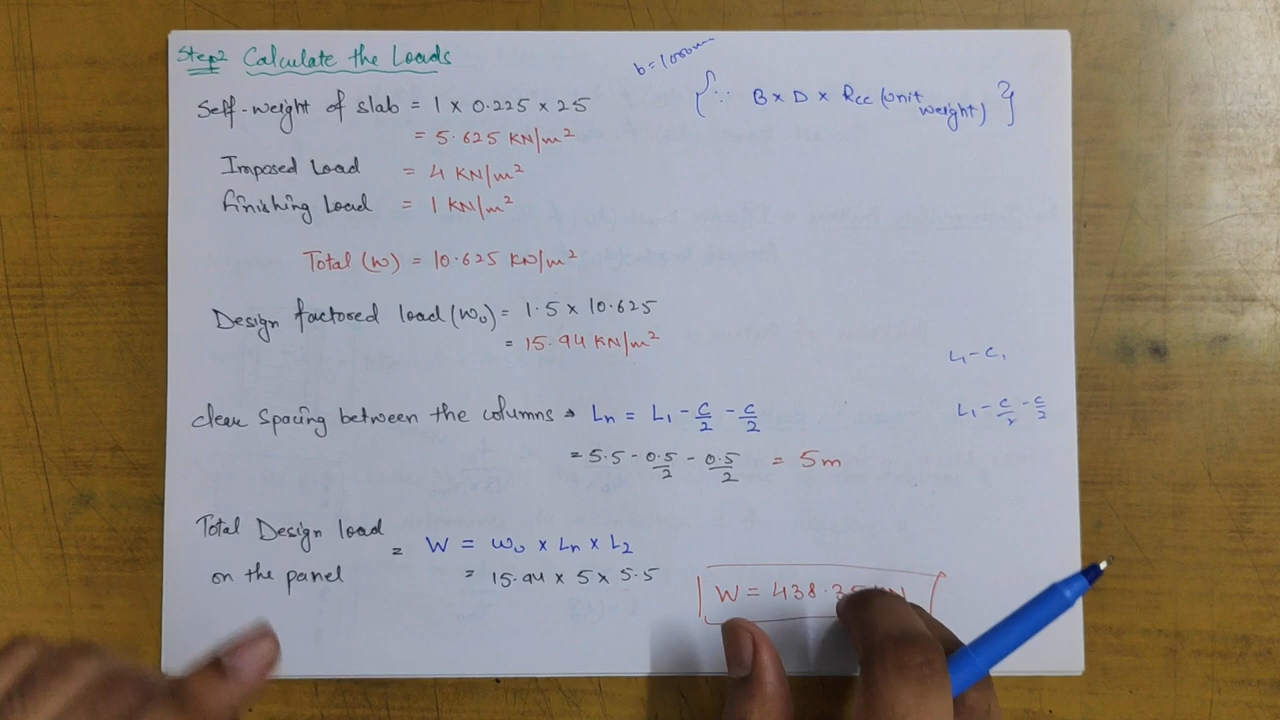 Step2 Calculate the Loads
b=1000mm
Self-weight of slab = 1 x 0.225 x 25
{∵ B x D x Rcc (unit weight)}
= 5.625 KN/m²
Imposed Load = 4 KN/m²
Finishing Load = 1 KN/m²
Total (w) = 10.625 KN/m²
Design factored load (w₀) = 1.5 x 10.625
= 15.94 KN/m²
L₁-C₁
Clear Spacing between the columns → Ln = L₁ - C/2 - C/2
L₁ - C/2 - C/2
= 5.5 - 0.5/2 - 0.5/2 = 5m
Total Design load on the panel = W = w₀ x Ln x L₂
= 15.94 x 5 x 5.5
W = 438.35